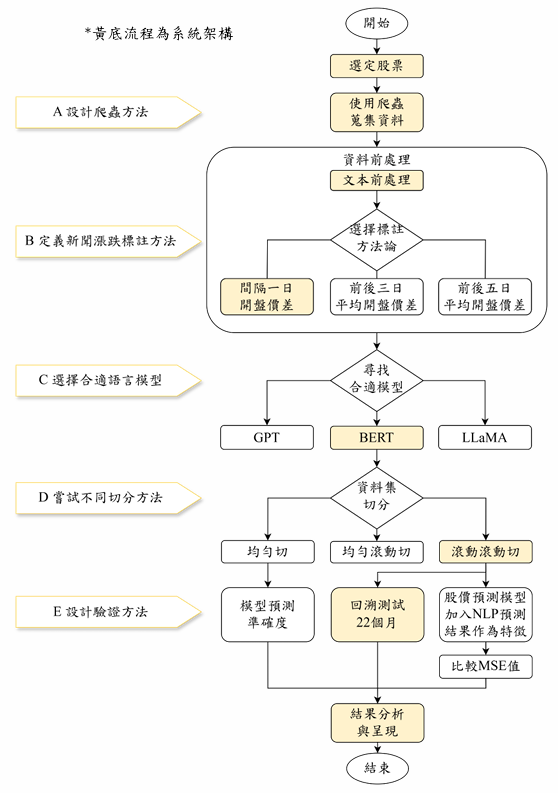 *黃底流程為系統架構
開始
選定股票
A 設計爬蟲方法
使用爬蟲
蒐集資料
資料前處理
文本前處理
B 定義新聞漲跌標註方法
選擇標註
方法論
間隔一日
開盤價差
前後三日
平均開盤價差
前後五日
平均開盤價差
C 選擇合適語言模型
尋找
合適模型
GPT
BERT
LLaMA
D 嘗試不同切分方法
資料集
切分
均勻切
均勻滾動切
滾動滾動切
E 設計驗證方法
模型預測
準確度
回溯測試
22個月
股價預測模型
加入NLP預測
結果作為特徵
比較MSE值
結果分析
與呈現
結束